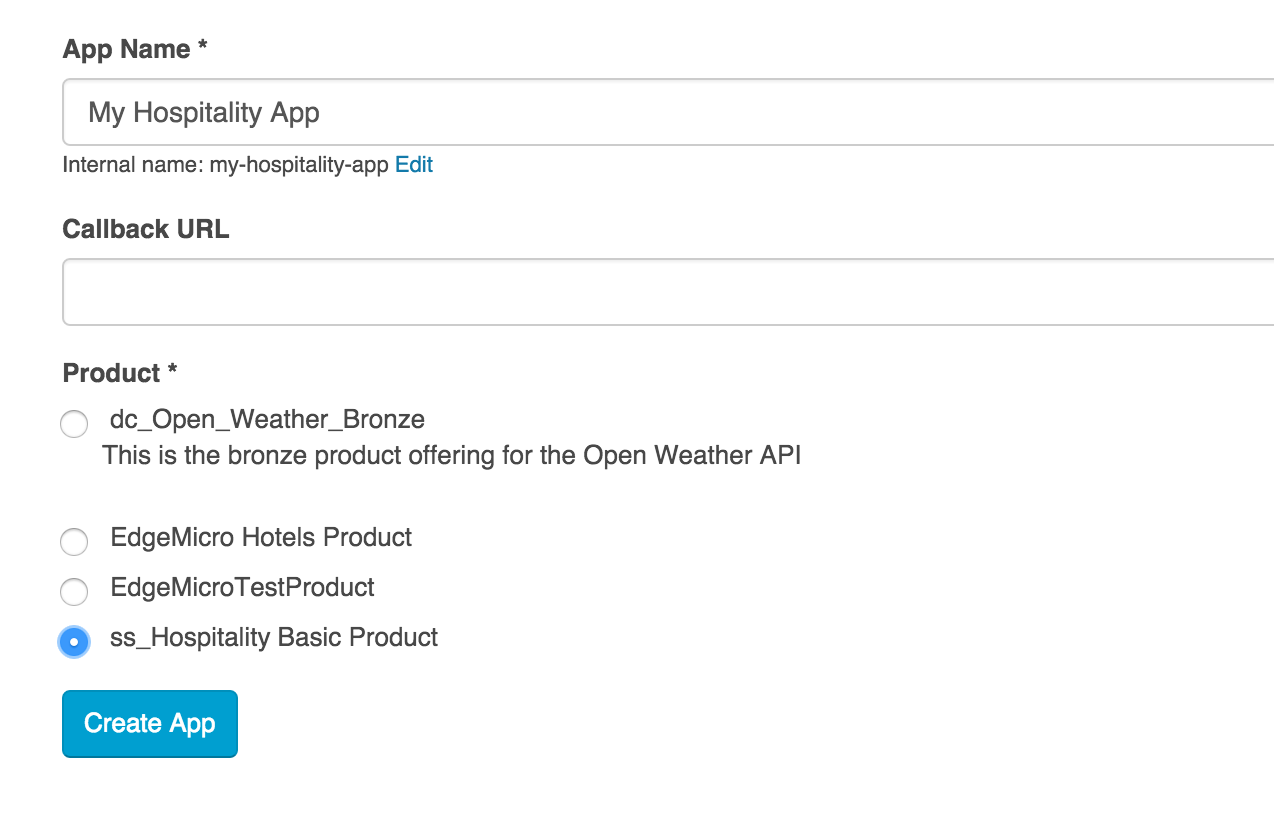 App Name *
My Hospitality App
Internal name: my-hospitality-app Edit
Callback URL
Product *
dc_Open_Weather_Bronze
This is the bronze product offering for the Open Weather API
EdgeMicro Hotels Product
EdgeMicroTestProduct
ss_Hospitality Basic Product
Create App